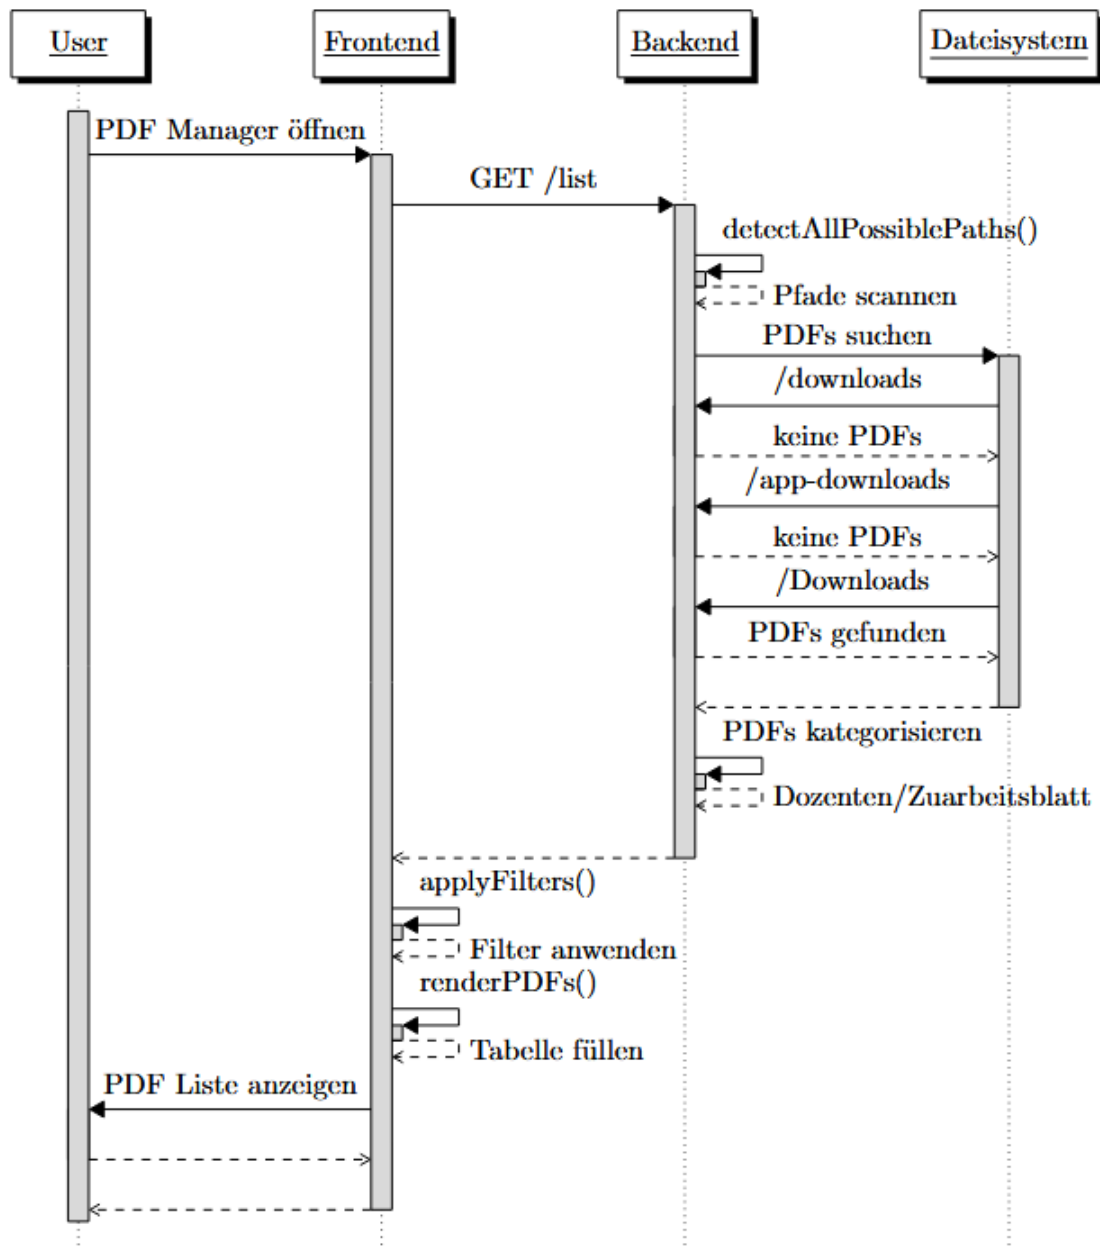 User
Frontend
Backend
Dateisystem
PDF Manager öffnen
GET /list
detectAllPossiblePaths()
Pfade scannen
PDFs suchen
/downloads
keine PDFs
/app-downloads
keine PDFs
/Downloads
PDFs gefunden
PDFs kategorisieren
Dozenten/Zuarbeitsblatt
applyFilters()
Filter anwenden
renderPDFs()
Tabelle füllen
PDF Liste anzeigen